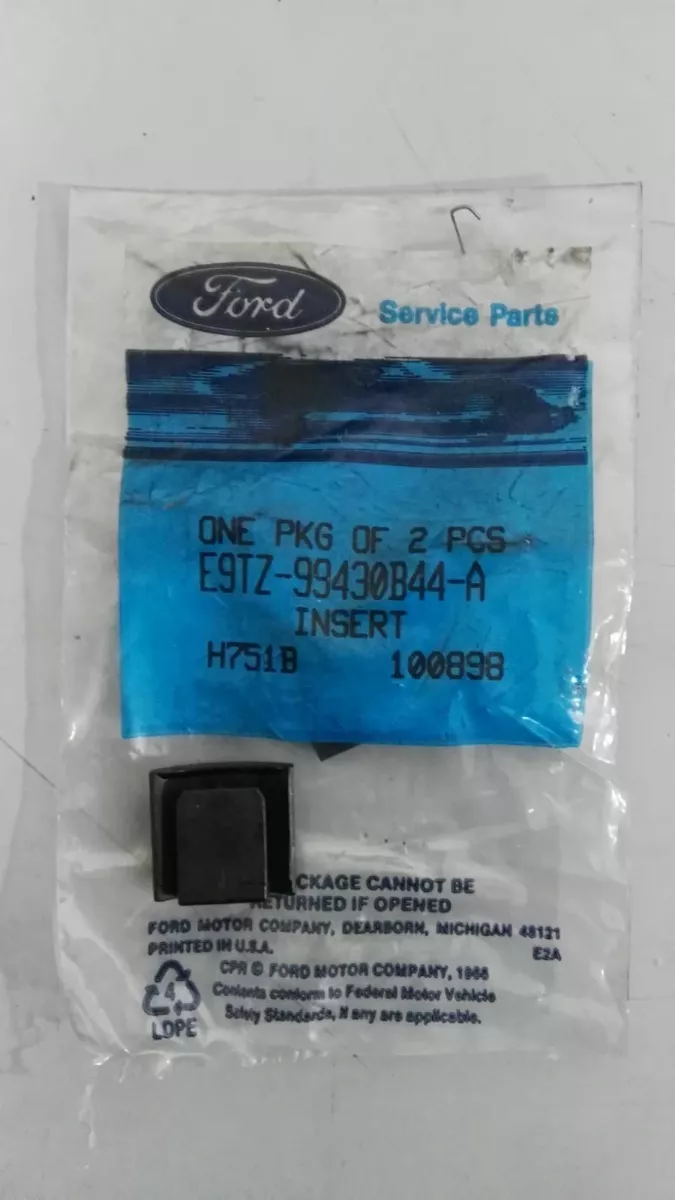 Ford
Service Parts
ONE PKG OF 2 PCS
E9TZ-99430B44-A
INSERT
H751B 100898
CKAGE CANNOT BE
RETURNED IF OPENED
FORD MOTOR COMPANY, DEARBORN, MICHIGAN 48121
PRINTED IN U.S.A. E2A
CPR © FORD MOTOR COMPANY,
Contents conform to Federal Motor Vehicle
Safety Standards, if any are applicable.
4
LDPE